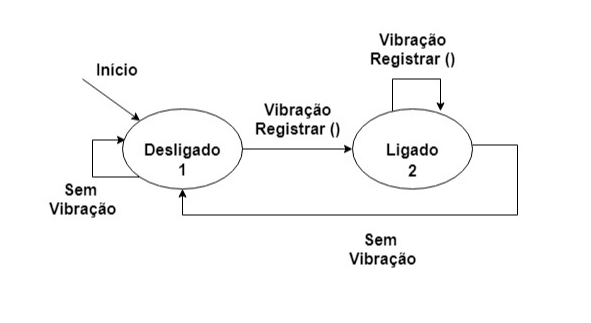 Início
Vibração
Registrar ()
Vibração
Registrar ()
Desligado
1
Ligado
2
Sem
Vibração
Sem
Vibração